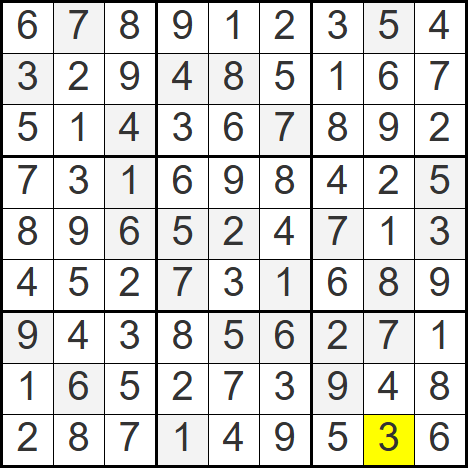 6 7 8 9 1 2 3 5 4
3 2 9 4 8 5 1 6 7
5 1 4 3 6 7 8 9 2
7 3 1 6 9 8 4 2 5
8 9 6 5 2 4 7 1 3
4 5 2 7 3 1 6 8 9
9 4 3 8 5 6 2 7 1
1 6 5 2 7 3 9 4 8
2 8 7 1 4 9 5 3 6